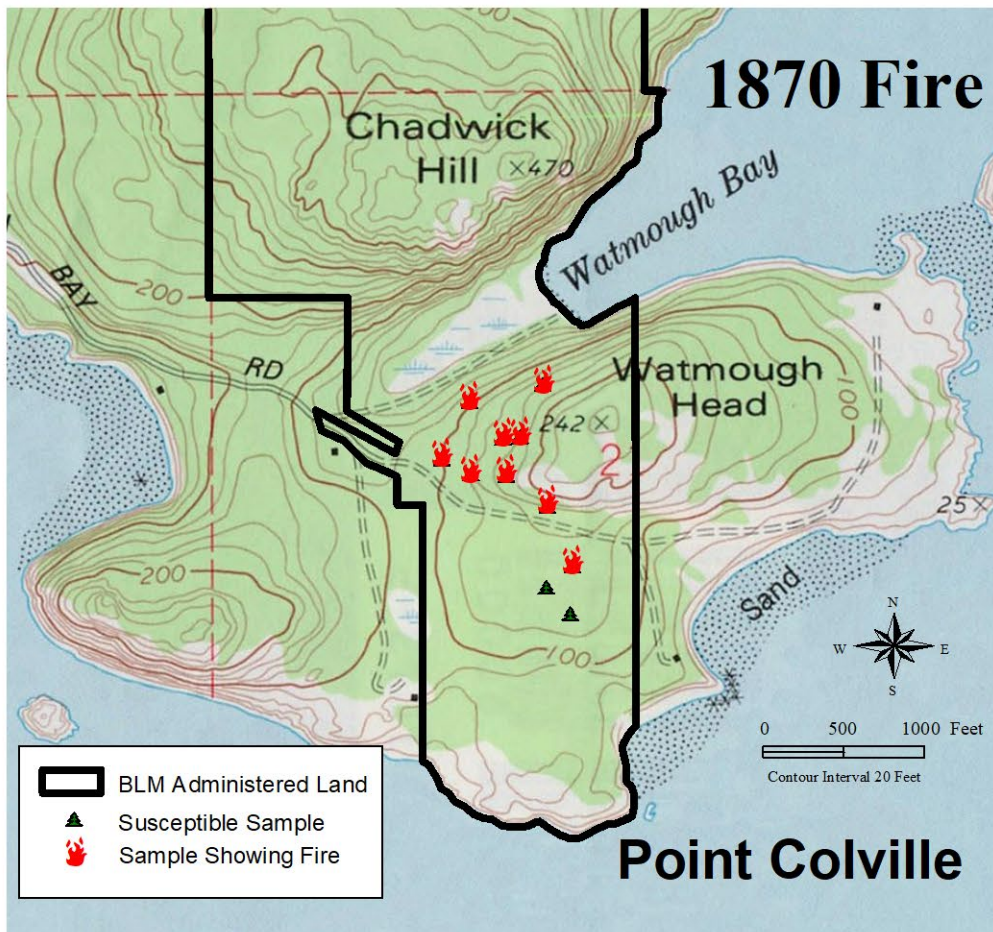 1870 Fire
Chadwick
Hill
×470
Watmough Bay
BAY
200
RD
Watmough
Head
100
242 ×
2
25×
200
Sand
100
N
W
E
S
0 500 1000 Feet
Contour Interval 20 Feet
BLM Administered Land
Susceptible Sample
Sample Showing Fire
Point Colville